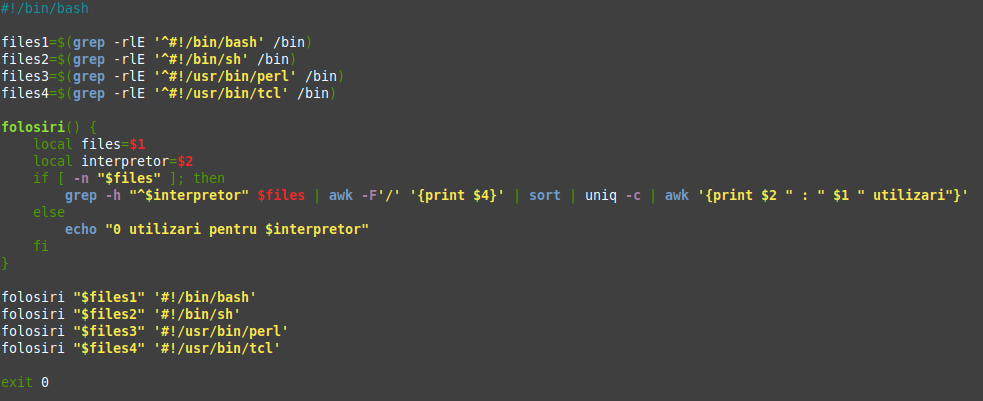 #!/bin/bash

files1=$(grep -rlE '^#!/bin/bash' /bin)
files2=$(grep -rlE '^#!/bin/sh' /bin)
files3=$(grep -rlE '^#!/usr/bin/perl' /bin)
files4=$(grep -rlE '^#!/usr/bin/tcl' /bin)

folosiri() {
    local files=$1
    local interpretor=$2
    if [ -n "$files" ]; then
        grep -h "^$interpretor" $files | awk -F'/' '{print $4}' | sort | uniq -c | awk '{print $2 " : " $1 " utilizari"}'
    else
        echo "0 utilizari pentru $interpretor"
    fi
}

folosiri "$files1" '#!/bin/bash'
folosiri "$files2" '#!/bin/sh'
folosiri "$files3" '#!/usr/bin/perl'
folosiri "$files4" '#!/usr/bin/tcl'

exit 0